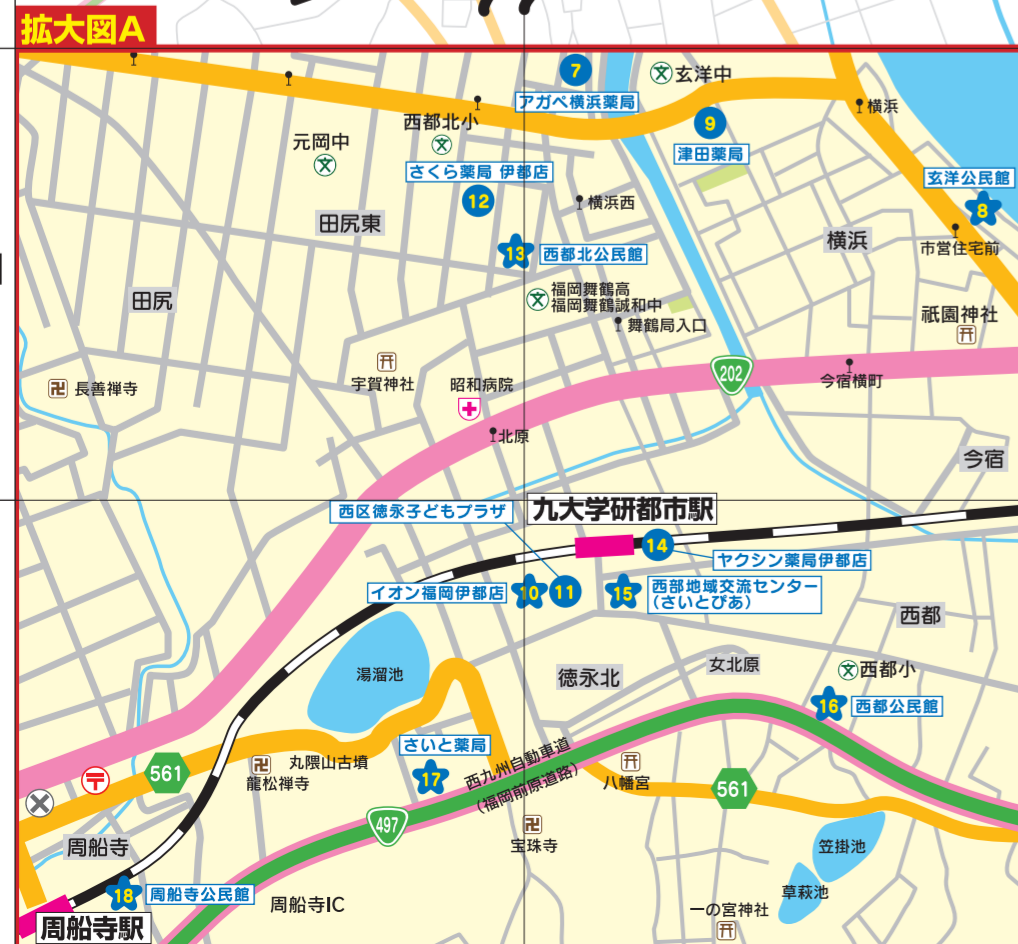 拡大図A
7
アガペ横浜薬局
玄洋中
9
津田薬局
横浜
西都北小
元岡中
さくら薬局 伊都店
12
横浜西
玄洋公民館
8
市営住宅前
田尻東
横浜
13
西都北公民館
田尻
福岡舞鶴高
福岡舞鶴誠和中
舞鶴局入口
祇園神社
長善禅寺
宇賀神社
昭和病院
202
今宿横町
北原
今宿
西区徳永子どもプラザ
九大学研都市駅
14
ヤクシン薬局伊都店
イオン福岡伊都店
10
11
15
西部地域交流センター
(さいとぴあ)
西都
湯溜池
徳永北
女北原
西都小
16
西都公民館
さいと薬局
17
丸隈山古墳
龍松禅寺
561
西九州自動車道
(福岡前原道路)
八幡宮
561
497
宝珠寺
笠掛池
草萩池
周船寺
18
周船寺公民館
周船寺IC
一の宮神社
周船寺駅